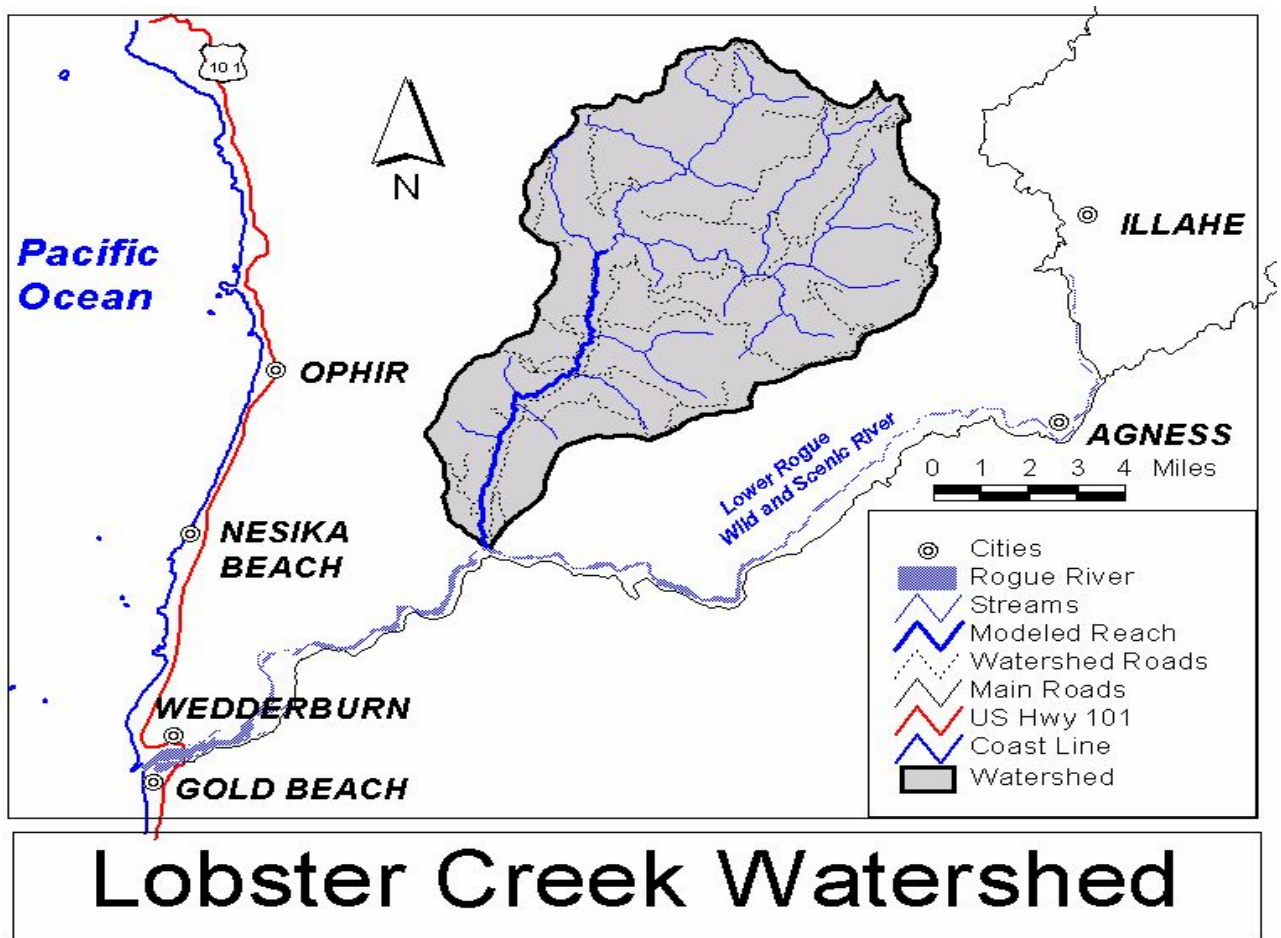 10 1
N
Pacific
Ocean
ILLAHE
OPHIR
AGNESS
Lower Rogue
Wild and Scenic River
0 1 2 3 4 Miles
NESIKA
BEACH
WEDDERBURN
GOLD BEACH
Cities
Rogue River
Streams
Modeled Reach
Watershed Roads
Main Roads
US Hwy 101
Coast Line
Watershed
Lobster Creek Watershed